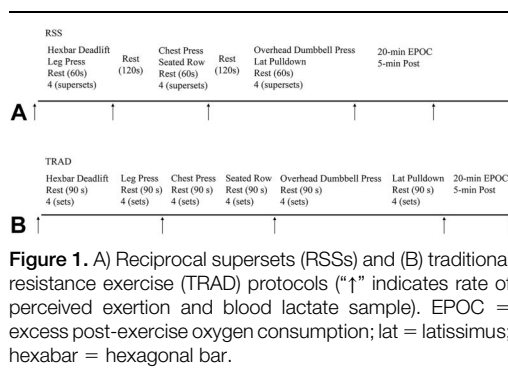 RSS
Hexbar Deadlift
Leg Press
Rest (60s)
4 (supersets)
Rest
(120s)
Chest Press
Seated Row
Rest (60s)
4 (supersets)
Rest
(120s)
Overhead Dumbbell Press
Lat Pulldown
Rest (60s)
4 (supersets)
20-min EPOC
5-min Post
A
TRAD
Hexbar Deadlift
Rest (90 s)
4 (sets)
Leg Press
Rest (90 s)
4 (sets)
Chest Press
Rest (90 s)
4 (sets)
Seated Row
Rest (90 s)
4 (sets)
Overhead Dumbbell Press
Rest (90 s)
4 (sets)
Lat Pulldown
Rest (90 s)
4 (sets)
20-min EPOC
5-min Post
B
Figure 1. A) Reciprocal supersets (RSSs) and (B) traditional
resistance exercise (TRAD) protocols (“↑” indicates rate of
perceived exertion and blood lactate sample). EPOC =
excess post-exercise oxygen consumption; lat = latissimus;
hexabar = hexagonal bar.